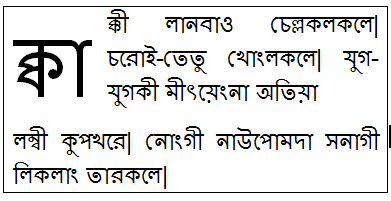 ক্বাক্কী লানবাও চেল্লকলকলে|
চরোই-তেতু খোংলকলে| যুগ-
যুগকী মীৎয়েংনা অতিয়া
লম্বী কুপখরে| নোংগী নাউপোমদা সনাগী
লিকলাং তারকলে|